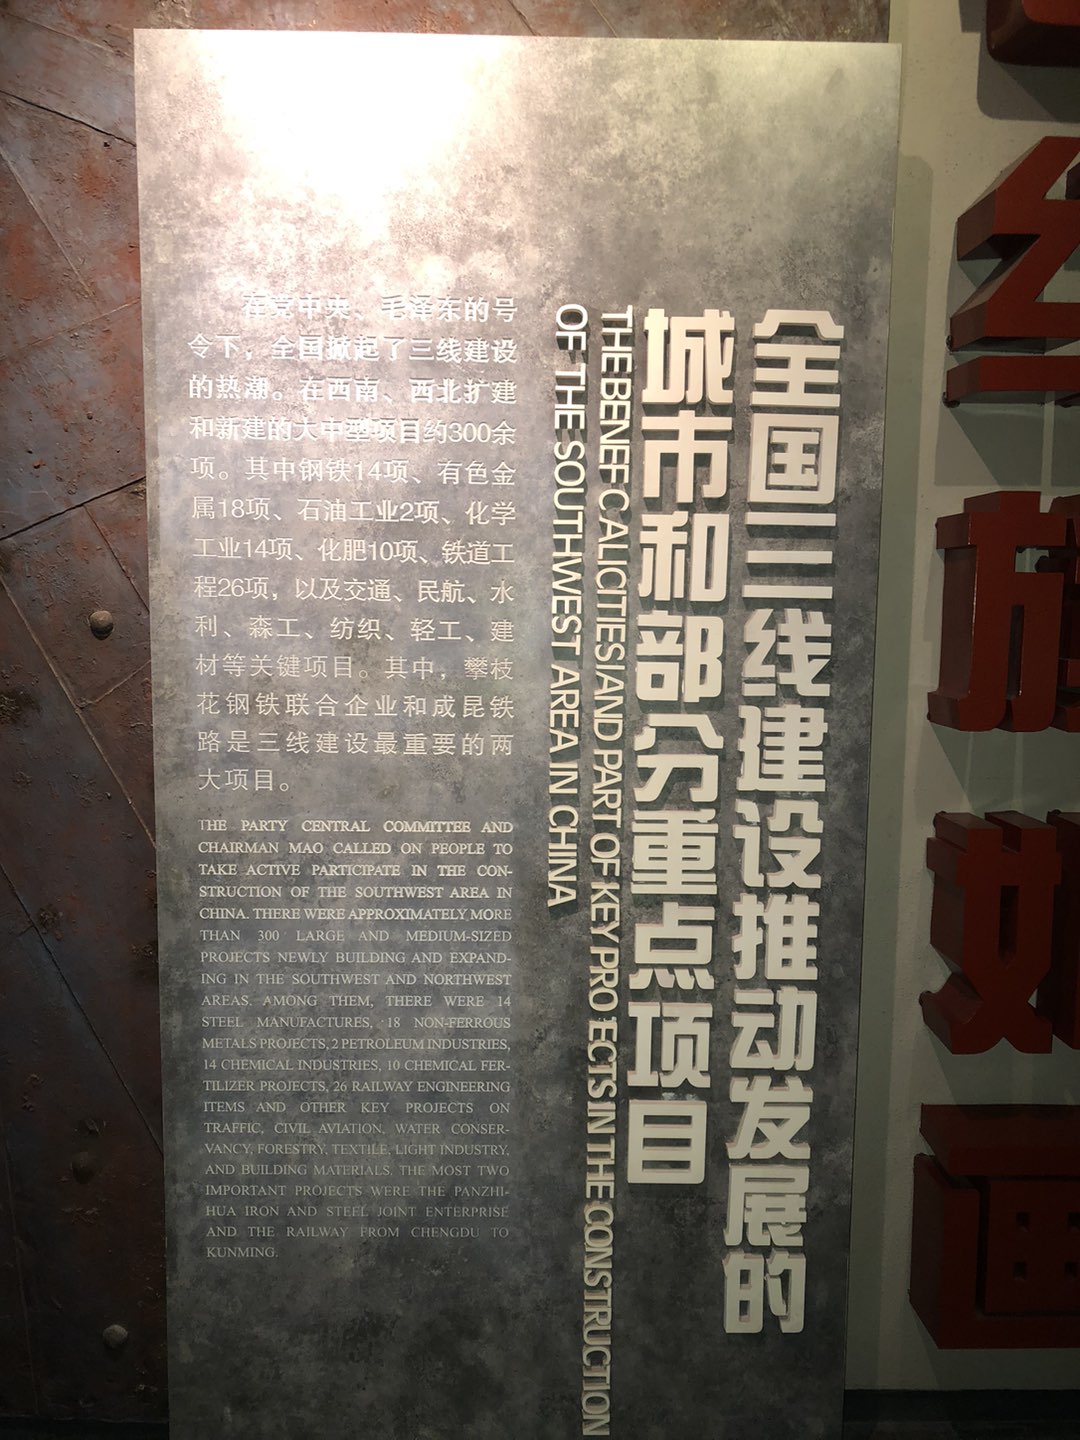 全国三线建设推动发展的
城市和部分重点项目
THE BENEFICALICITIES AND PART OF KEY PRO ECTS IN THE CONSTRUCTION
OF THE SOUTHWEST AREA IN CHINA
在党中央、毛泽东的号
令下，全国掀起了三线建设
的热潮。在西南、西北扩建
和新建的大中型项目约300余
项。其中钢铁14项、有色金
属18项、石油工业2项、化学
工业14项、化肥10项、铁道工
程26项，以及交通、民航、水
利、森工、纺织、轻工、建
材等关键项目。其中，攀枝
花钢铁联合企业和成昆铁
路是三线建设最重要的两
大项目。
THE PARTY CENTRAL COMMITTEE AND
CHAIRMAN MAO CALLED ON PEOPLE TO
TAKE ACTIVE PARTICIPATE IN THE CON-
STRUCTION OF THE SOUTHWEST AREA IN
CHINA. THERE WERE APPROXIMATELY MORE
THAN 300 LARGE AND MEDIUM-SIZED
PROJECTS NEWLY BUILDING AND EXPAND-
ING IN THE SOUTHWEST AND NORTHWEST
AREAS. AMONG THEM, THERE WERE 14
STEEL MANUFACTURES, 18 NON-FERROUS
METALS PROJECTS, 2 PETROLEUM INDUSTRIES,
14 CHEMICAL INDUSTRIES, 10 CHEMICAL FER-
TILIZER PROJECTS, 26 RAILWAY ENGINEERING
ITEMS AND OTHER KEY PROJECTS ON
TRAFFIC, CIVIL AVIATION, WATER CONSER-
VANCY, FORESTRY, TEXTILE, LIGHT INDUSTRY,
AND BUILDING MATERIALS. THE MOST TWO
IMPORTANT PROJECTS WERE THE PANZHI-
HUA IRON AND STEEL JOINT ENTERPRISE
AND THE RAILWAY FROM CHENGDU TO
KUNMING.